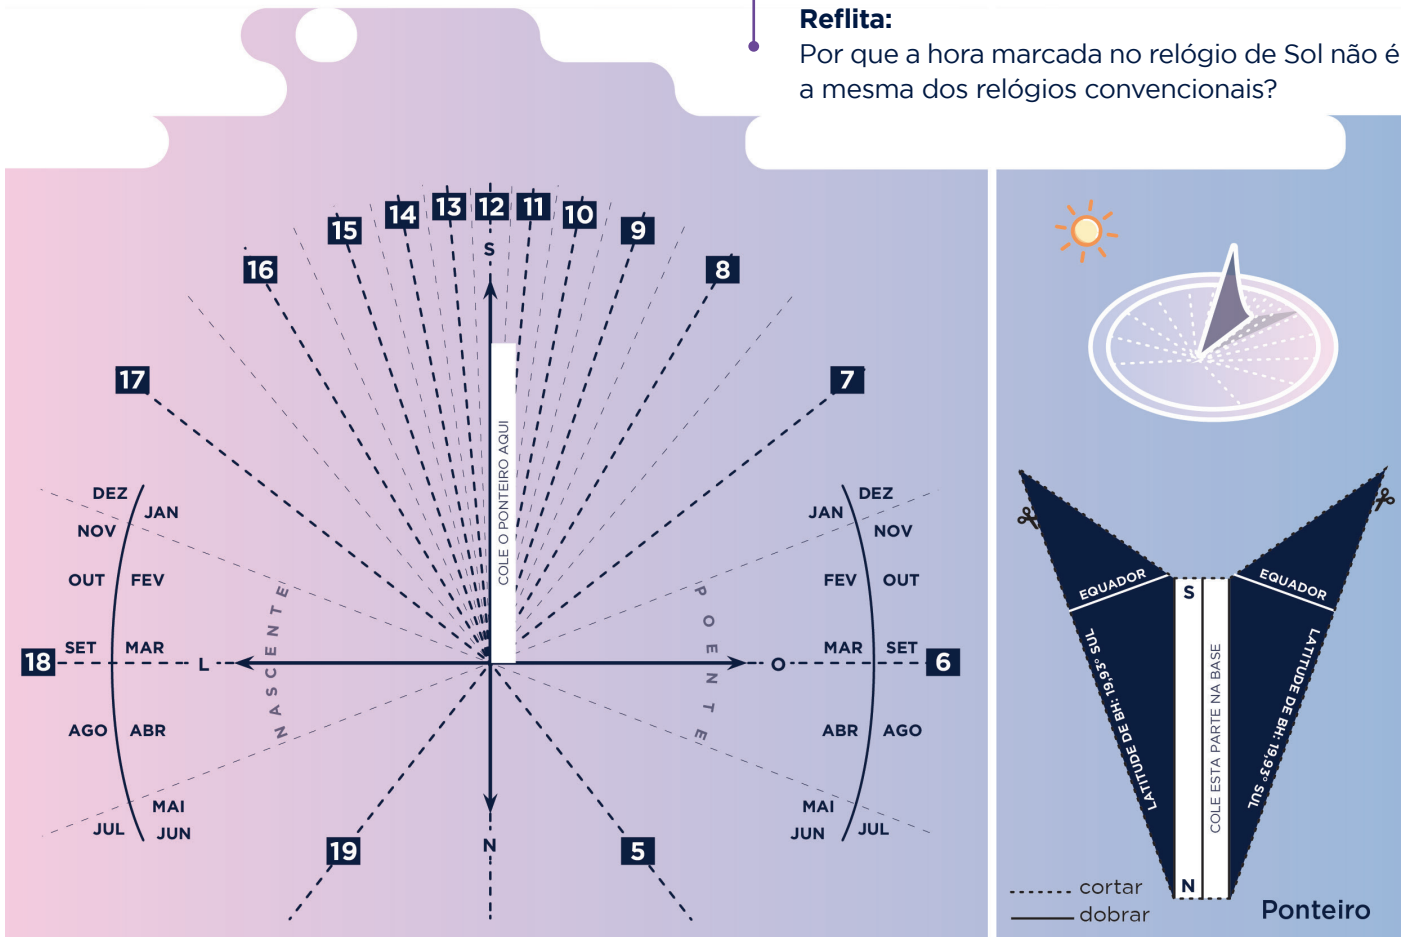 Reflita:
Por que a hora marcada no relógio de Sol não é
a mesma dos relógios convencionais?
16
15
14
13
12
11
10
9
8
S
17
7
COLE O PONTEIRO AQUI
DEZ
JAN
NOV
OUT
FEV
SET
MAR
AGO
ABR
MAI
JUL
JUN
18
L
NASCENTE
POENTE
O
6
DEZ
JAN
NOV
FEV
OUT
MAR
SET
ABR
AGO
MAI
JUN
JUL
N
19
5
EQUADOR
LATITUDE DE BH: 19,93° SUL
S
COLE ESTA PARTE NA BASE
N
EQUADOR
LATITUDE DE BH: 19,93° SUL
cortar
dobrar
Ponteiro